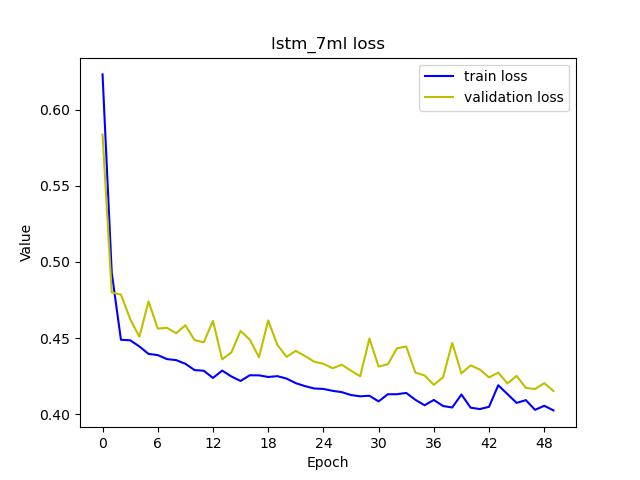 lstm_7ml loss
train loss
validation loss
0.60
0.55
0.50
0.45
0.40
Value
0 6 12 18 24 30 36 42 48
Epoch